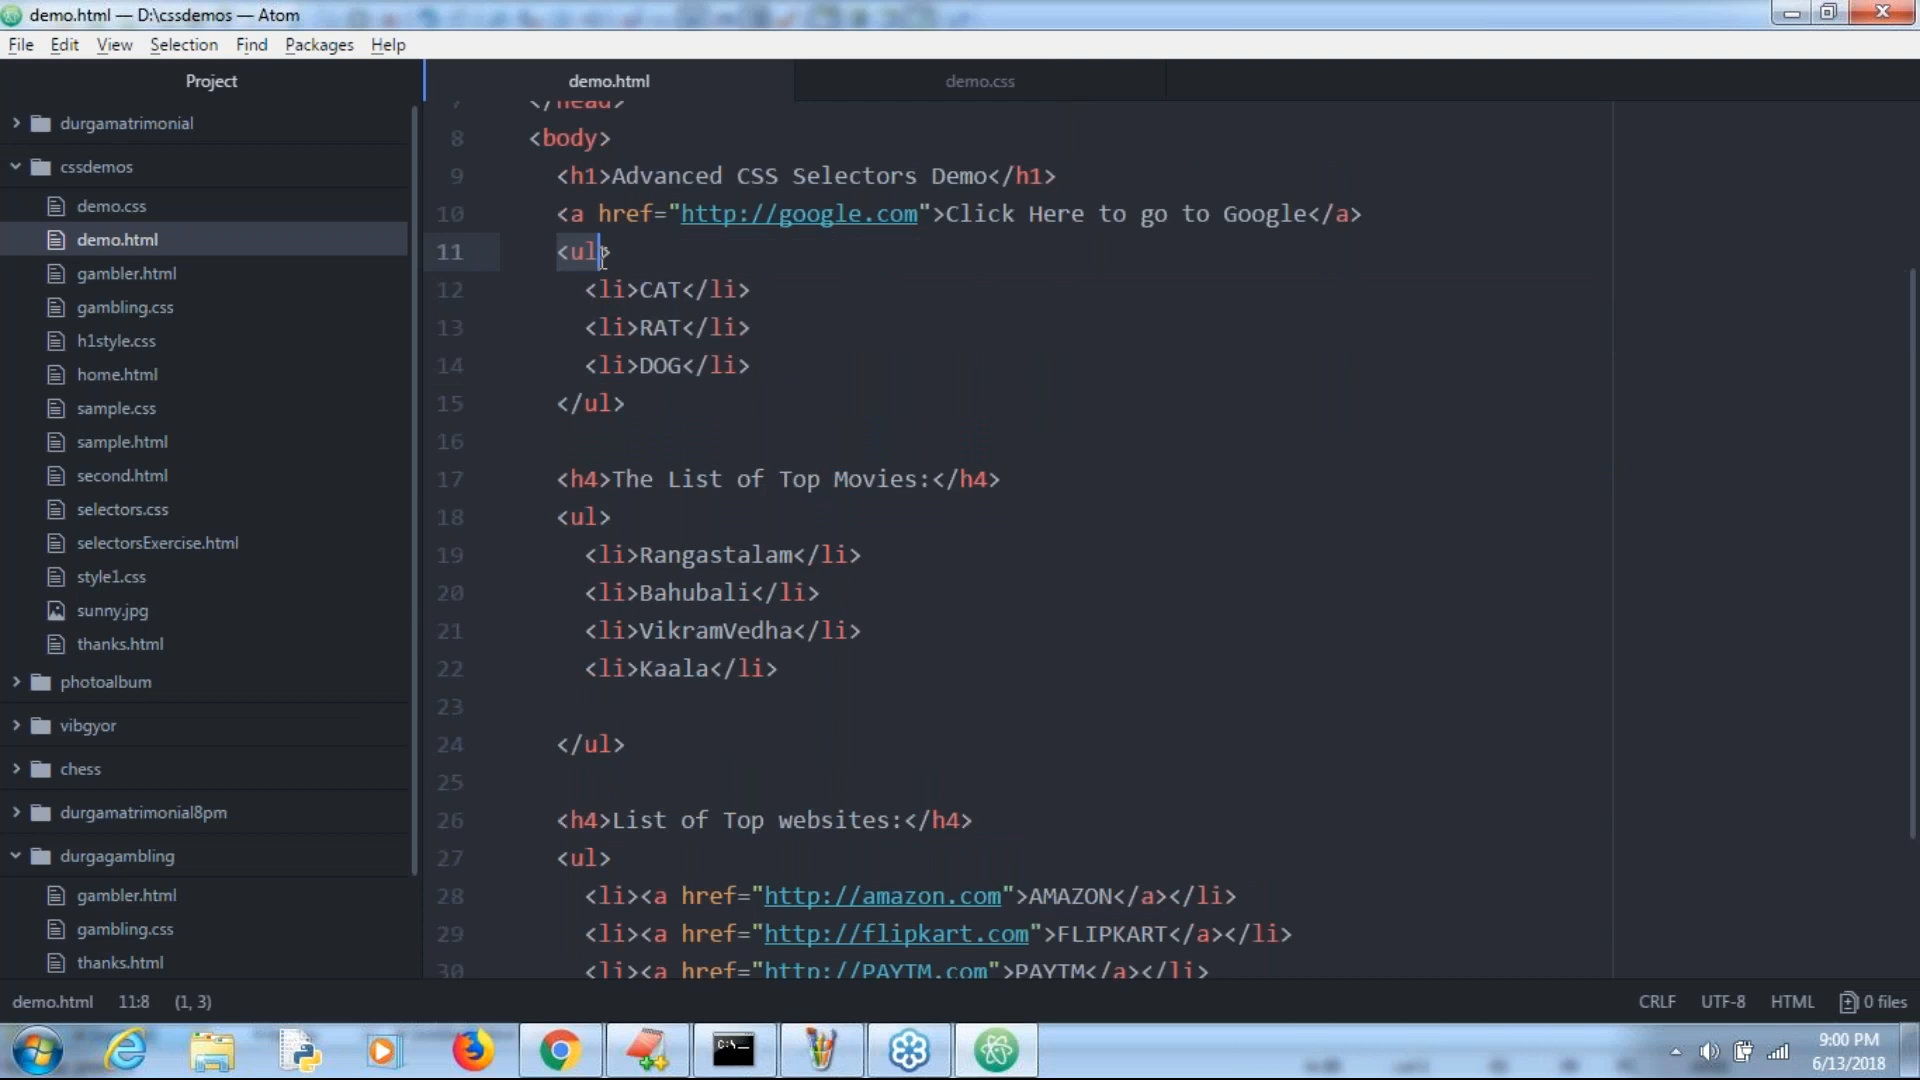 demo.html — D:\cssdemos — Atom
File Edit View Selection Find Packages Help
Project
durgamatrimonial
cssdemos
demo.css
demo.html
gambler.html
gambling.css
h1style.css
home.html
sample.css
sample.html
second.html
selectors.css
selectorsExercise.html
style1.css
sunny.jpg
thanks.html
photoalbum
vibgyor
chess
durgamatrimonial8pm
durgagambling
gambler.html
gambling.css
thanks.html
demo.html demo.css
7 </head>
8 <body>
9 <h1>Advanced CSS Selectors Demo</h1>
10 <a href="http://google.com">Click Here to go to Google</a>
11 <ul>
12 <li>CAT</li>
13 <li>RAT</li>
14 <li>DOG</li>
15 </ul>
16
17 <h4>The List of Top Movies:</h4>
18 <ul>
19 <li>Rangastalam</li>
20 <li>Bahubali</li>
21 <li>VikramVedha</li>
22 <li>Kaala</li>
23
24 </ul>
25
26 <h4>List of Top websites:</h4>
27 <ul>
28 <li><a href="http://amazon.com">AMAZON</a></li>
29 <li><a href="http://flipkart.com">FLIPKART</a></li>
30 <li><a href="http://PAYTM.com">PAYTM</a></li>
demo.html 11:8 (1, 3) CRLF UTF-8 HTML 0 files
C:\_
9:00 PM
6/13/2018